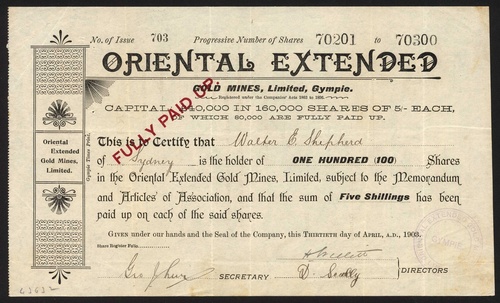 No. of Issue 703 Progressive Number of Shares 70201 to 70300
ORIENTAL EXTENDED
GOLD MINES, Limited, Gympie.
Registered under the Companies' Acts
CAPITAL £40,000 IN 160,000 SHARES OF 5/- EACH,
OF WHICH 80,000 ARE FULLY PAID UP.
FULLY PAID UP.
This is to Certify that Walter E. Shepherd
of Sydney is the holder of ONE HUNDRED (100) Shares
in the Oriental Extended Gold Mines, Limited, subject to the Memorandum
and Articles of Association, and that the sum of Five Shillings has been
paid up on each of the said shares.
GIVEN under our hands and the Seal of the Company, this THIRTIETH day of APRIL, A.D., 1903.
Share Register Folio
SECRETARY
DIRECTORS
Oriental
Extended
Gold Mines,
Limited.
Gympie Times Print.